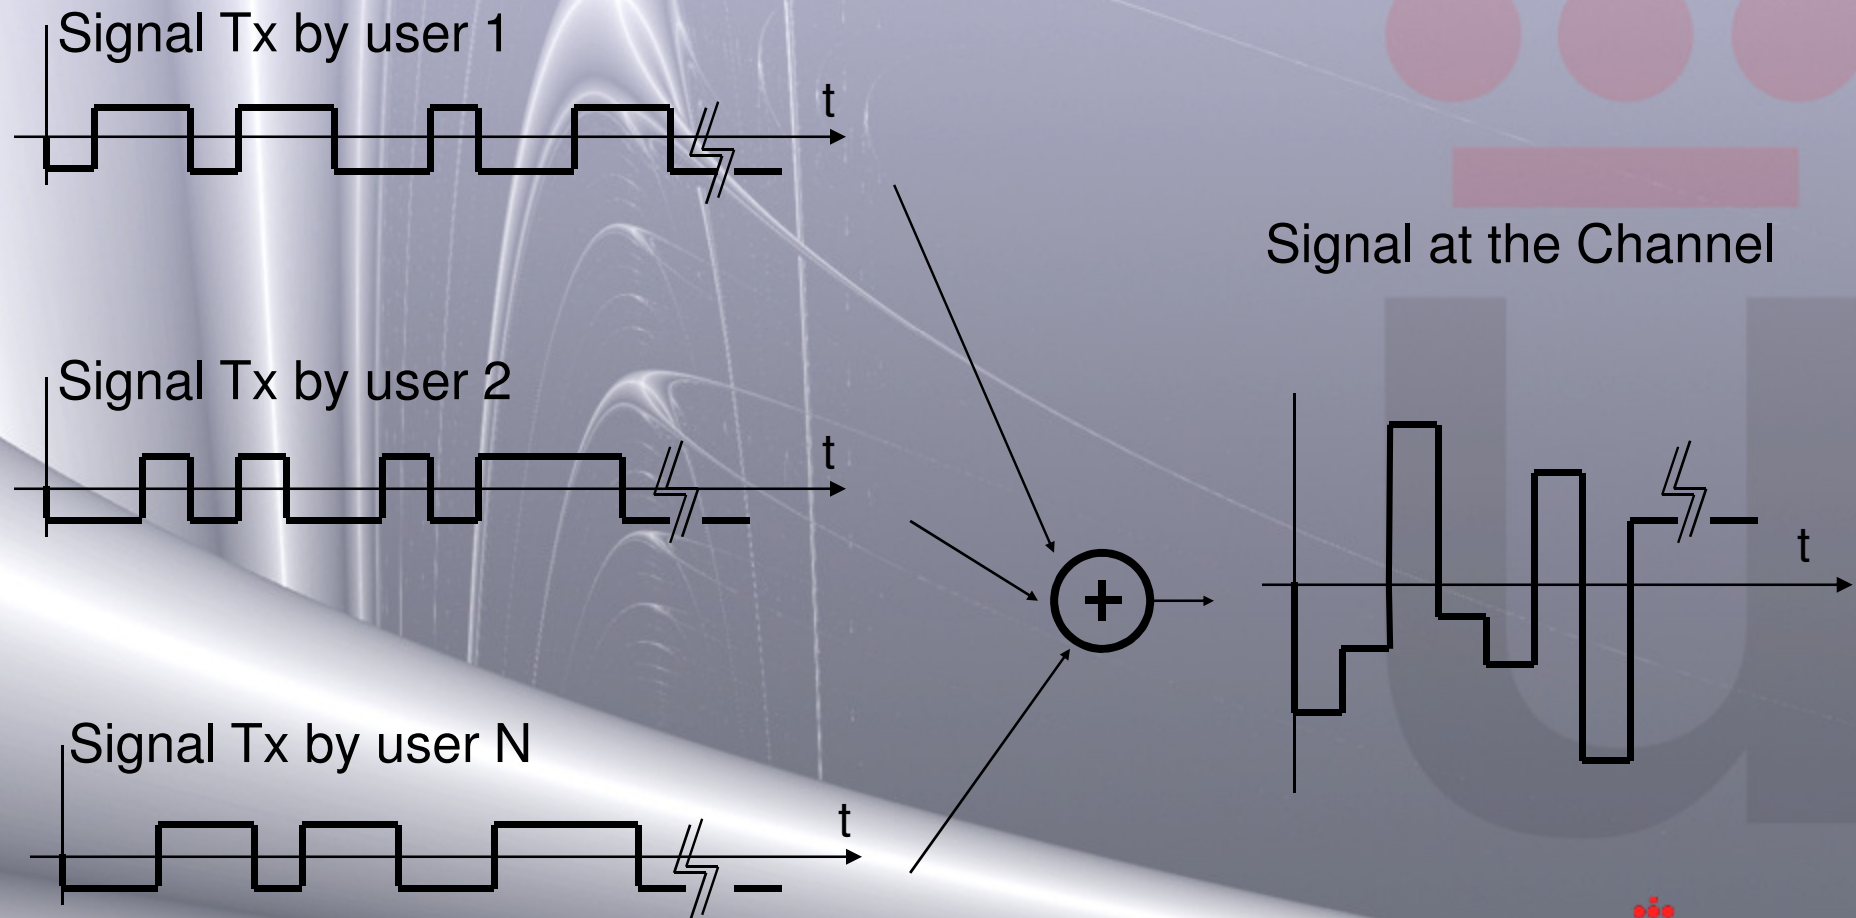 Signal Tx by user 1
t
Signal at the Channel
Signal Tx by user 2
t
+
t
Signal Tx by user N
t